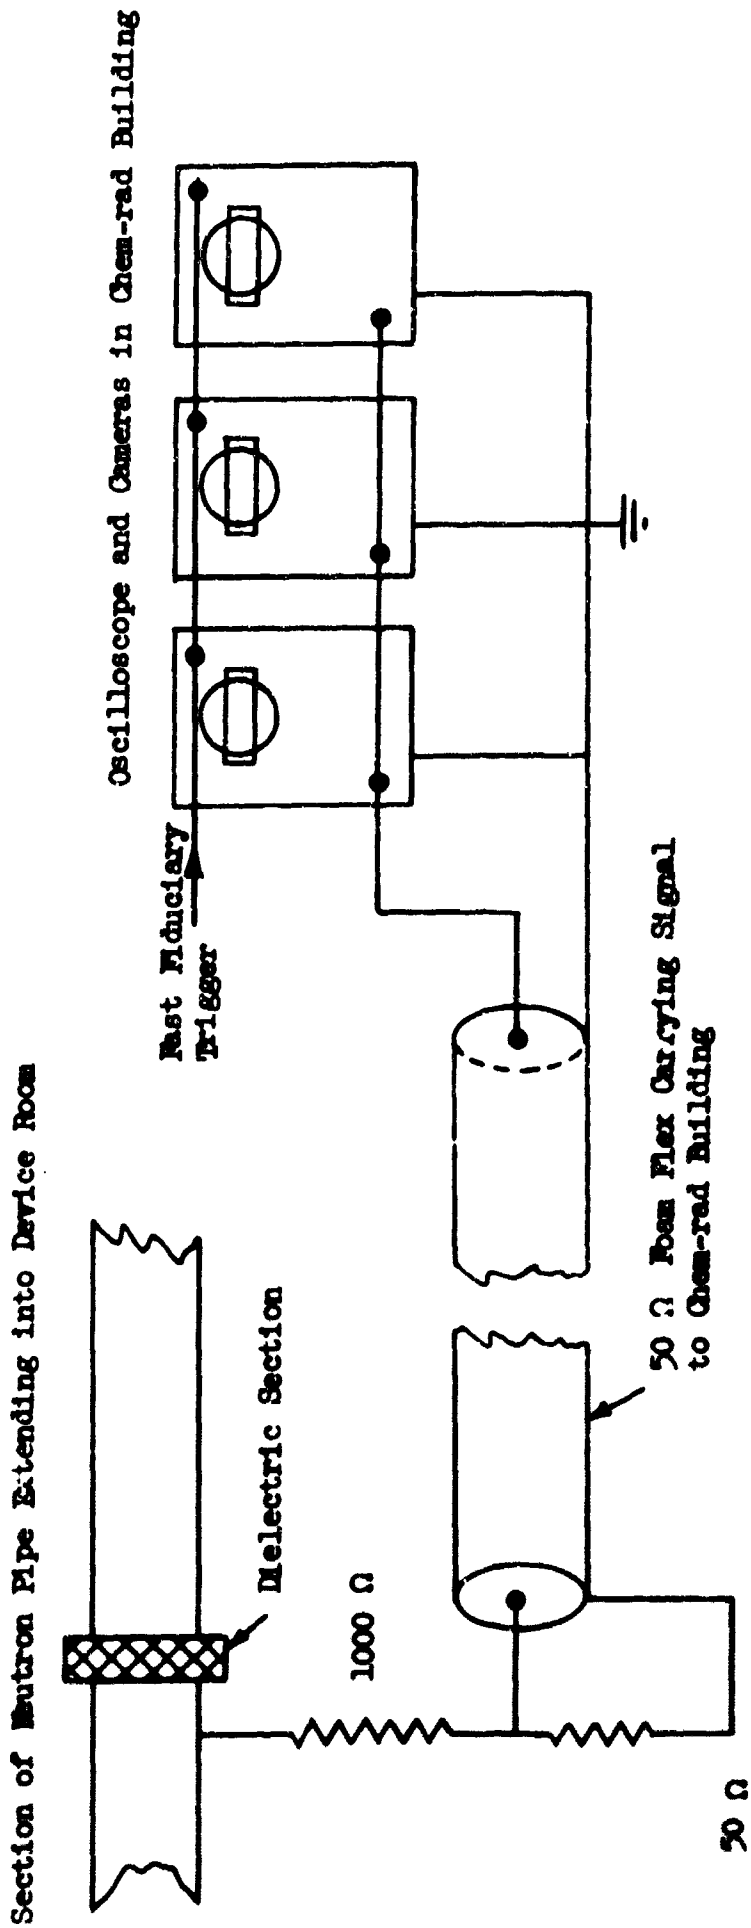 Section of Neutron Pipe Extending into Device Room
Oscilloscope and Cameras in Chem-rad Building
Fast Fiduciary
Trigger
Dielectric Section
1000 Ω
50 Ω Foam Flex Carrying Signal
to Chem-rad Building
50 Ω